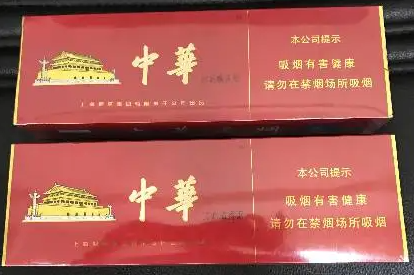 中華
本公司提示
吸烟有害健康
请勿在禁烟场所吸烟
中華
本公司提示
吸烟有害健康
请勿在禁烟场所吸烟